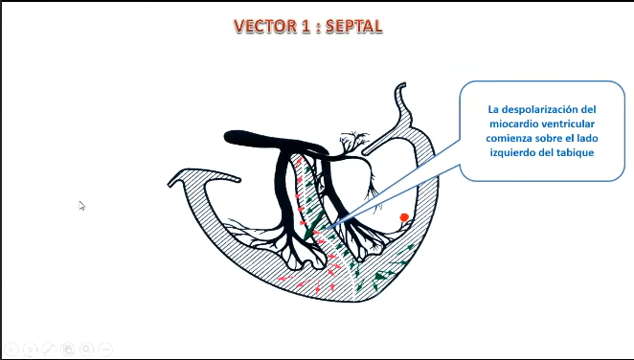 VECTOR 1 : SEPTAL
La despolarización del
miocardio ventricular
comienza sobre el lado
izquierdo del tabique